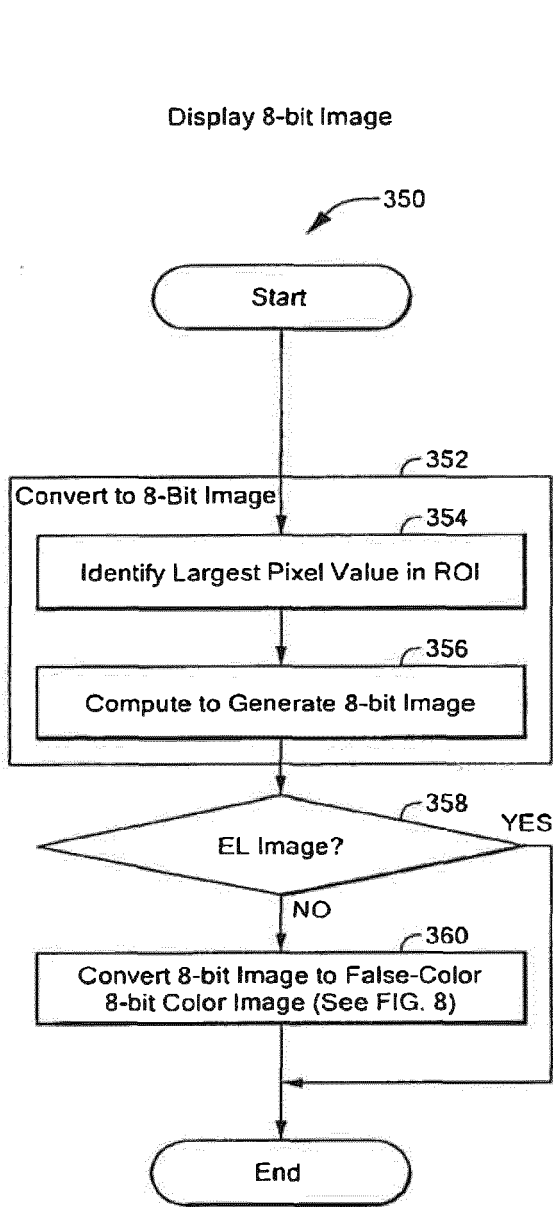 Display 8-bit Image
350
Start
352
Convert to 8-Bit Image
354
Identify Largest Pixel Value in ROI
356
Compute to Generate 8-bit Image
358
EL Image?
YES
NO
360
Convert 8-bit Image to False-Color
8-bit Color Image (See FIG. 8)
End